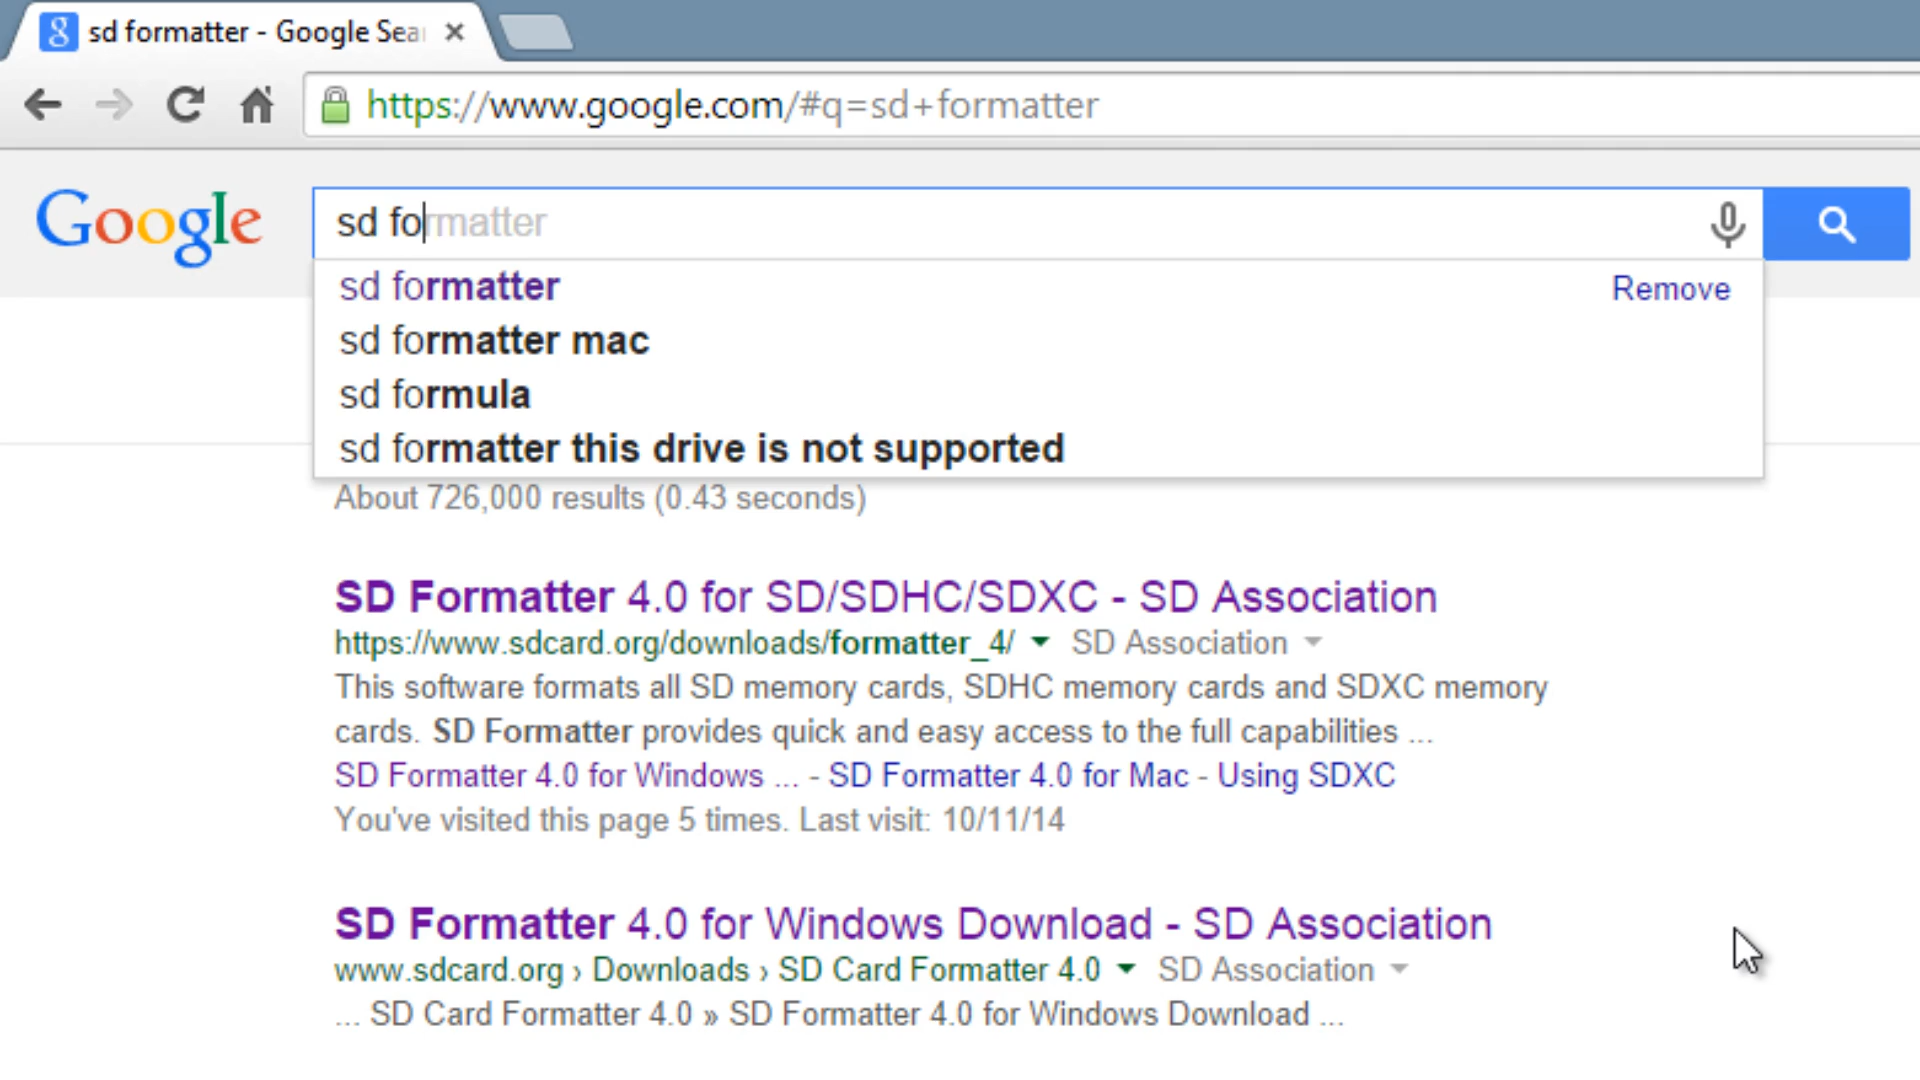 sd formatter - Google Sea
https://www.google.com/#q=sd+formatter
Google
sd formatter
sd formatter Remove
sd formatter mac
sd formula
sd formatter this drive is not supported
About 726,000 results (0.43 seconds)
SD Formatter 4.0 for SD/SDHC/SDXC - SD Association
https://www.sdcard.org/downloads/formatter_4/ SD Association
This software formats all SD memory cards, SDHC memory cards and SDXC memory
cards. SD Formatter provides quick and easy access to the full capabilities ...
SD Formatter 4.0 for Windows ... - SD Formatter 4.0 for Mac - Using SDXC
You've visited this page 5 times. Last visit: 10/11/14
SD Formatter 4.0 for Windows Download - SD Association
www.sdcard.org › Downloads › SD Card Formatter 4.0 SD Association
... SD Card Formatter 4.0 » SD Formatter 4.0 for Windows Download ...